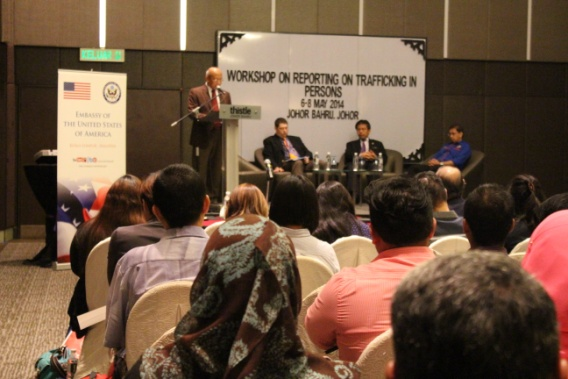 WORKSHOP ON REPORTING ON TRAFFICKING IN
PERSONS
6-8 MAY 2014
JOHOR BAHRU, JOHOR
EMBASSY OF
THE UNITED STATES
OF AMERICA
thistle